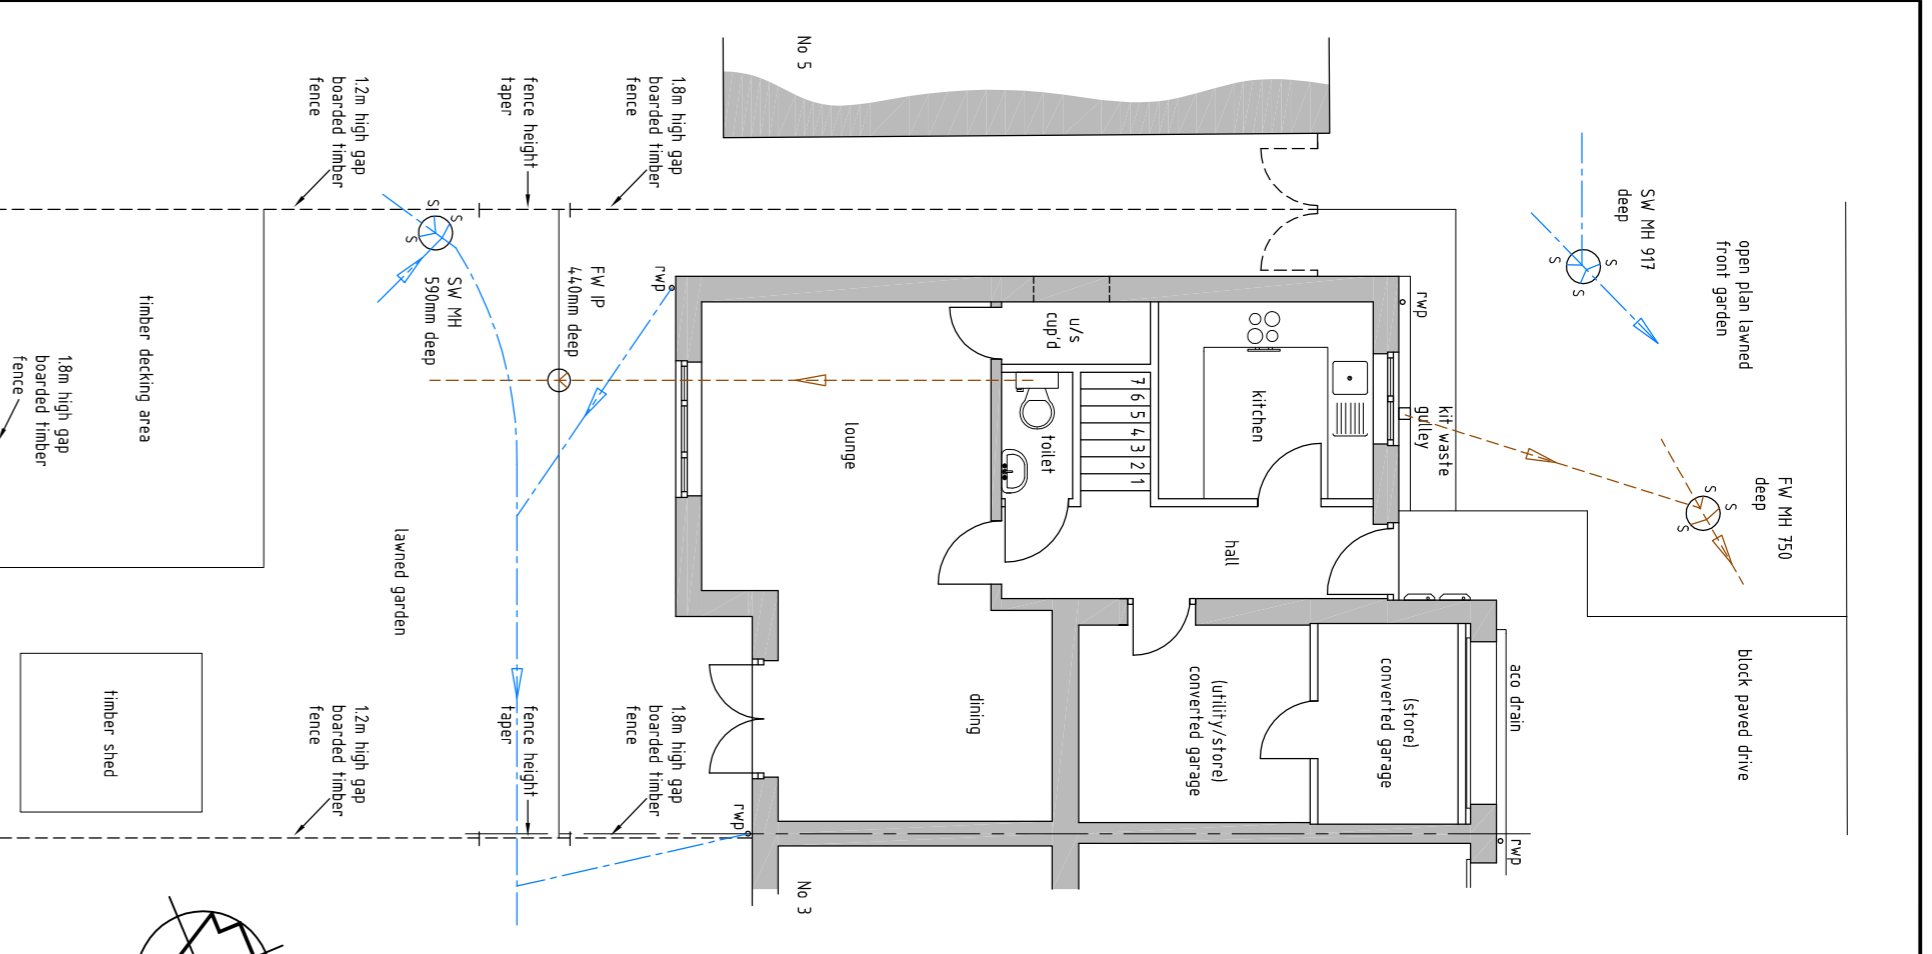 No 5
1.8m high gap
boarded timber
fence
fence height
taper
1.2m high gap
boarded timber
fence
SW MH 917
deep
open plan lawned
front garden
rwp
FW IP
440mm deep
SW MH
590mm deep
timber decking area
1.8m high gap
boarded timber
fence
rwp
u/s
cup'd
kitchen
kit waste
gulley
FW MH 750
deep
7 6 5 4 3 2 1
toilet
lounge
hall
lawned garden
block paved drive
aco drain
(store)
converted garage
(utility/store)
converted garage
dining
1.8m high gap
boarded timber
fence
fence height
taper
1.2m high gap
boarded timber
fence
timber shed
rwp
rwp
No 3
S
S
S
S
S
S
S
S
S